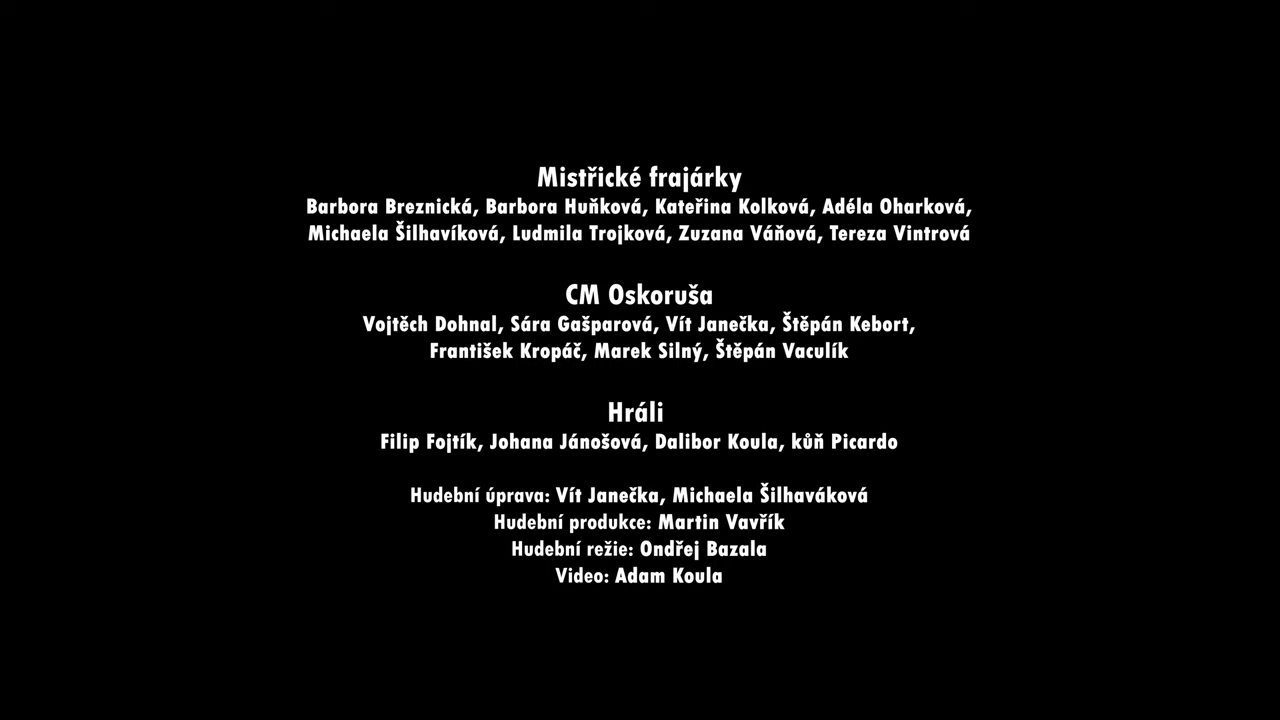 Mistřické frajárky
Barbora Breznická, Barbora Huňková, Kateřina Kolková, Adéla Oharková,
Michaela Šilhavíková, Ludmila Trojková, Zuzana Váňová, Tereza Vintrová
CM Oskoruša
Vojtěch Dohnal, Sára Gašparová, Vít Janečka, Štěpán Kebort,
František Kropáč, Marek Silný, Štěpán Vaculík
Hráli
Filip Fojtík, Johana Jánošová, Dalibor Koula, kůň Picardo
Hudební úprava: Vít Janečka, Michaela Šilhaváková
Hudební produkce: Martin Vavřík
Hudební režie: Ondřej Bazala
Video: Adam Koula